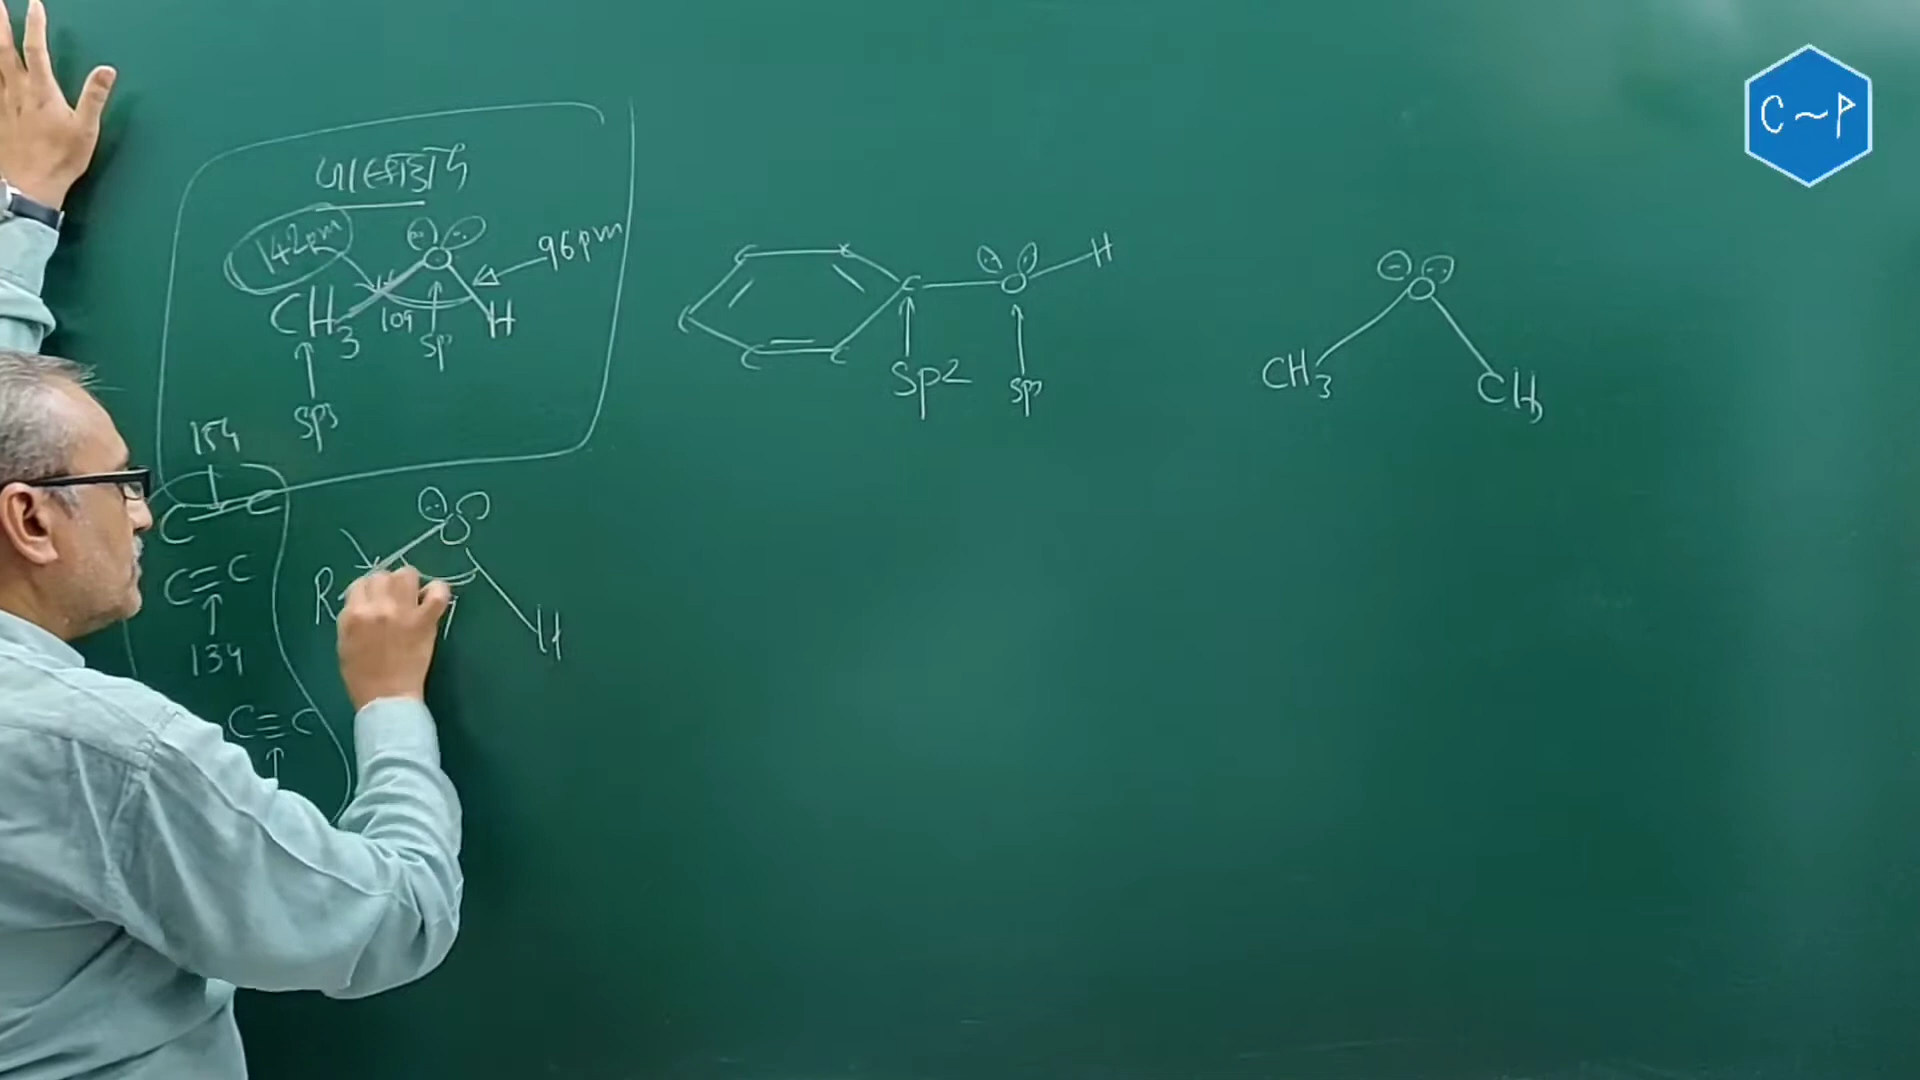 142pm
96pm
CH3
109
H
sp
sp3
154
C C
C=C
134
C≡C
R
O
H
C
O
H
sp2
sp3
O
CH3
CH3
C~P